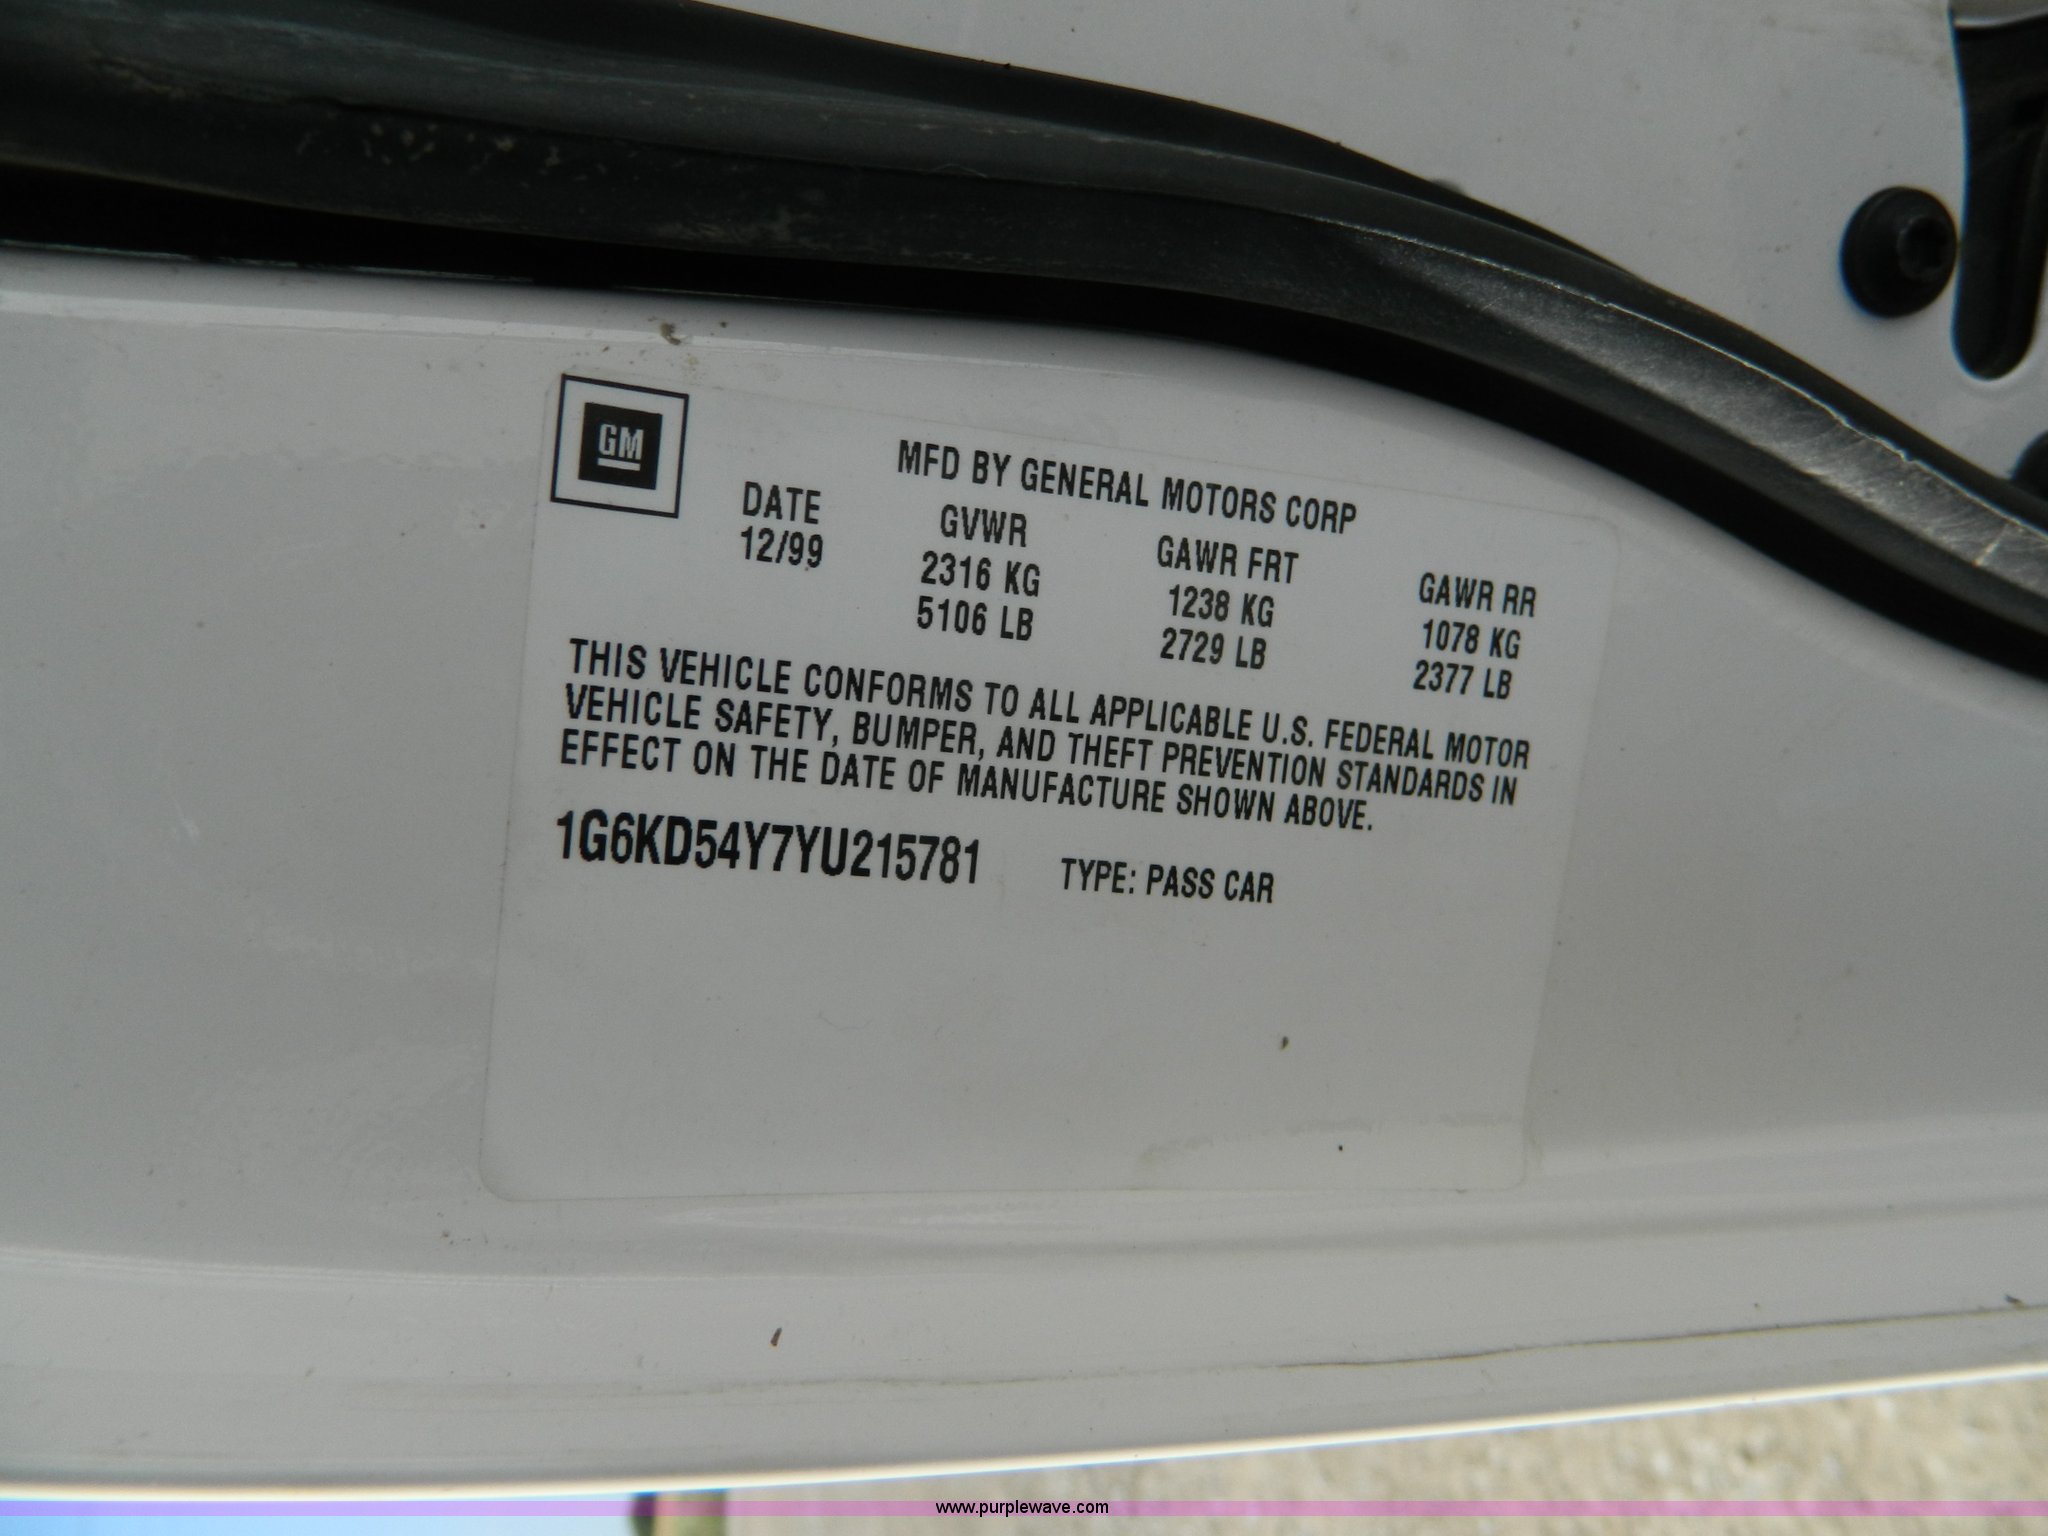 GM
MFD BY GENERAL MOTORS CORP
DATE GVWR GAWR FRT GAWR RR
12/99 2316 KG 1238 KG 1078 KG
5106 LB 2729 LB 2377 LB
THIS VEHICLE CONFORMS TO ALL APPLICABLE U.S. FEDERAL MOTOR
VEHICLE SAFETY, BUMPER, AND THEFT PREVENTION STANDARDS IN
EFFECT ON THE DATE OF MANUFACTURE SHOWN ABOVE.
1G6KD54Y7YU215781 TYPE: PASS CAR
www.purplewave.com